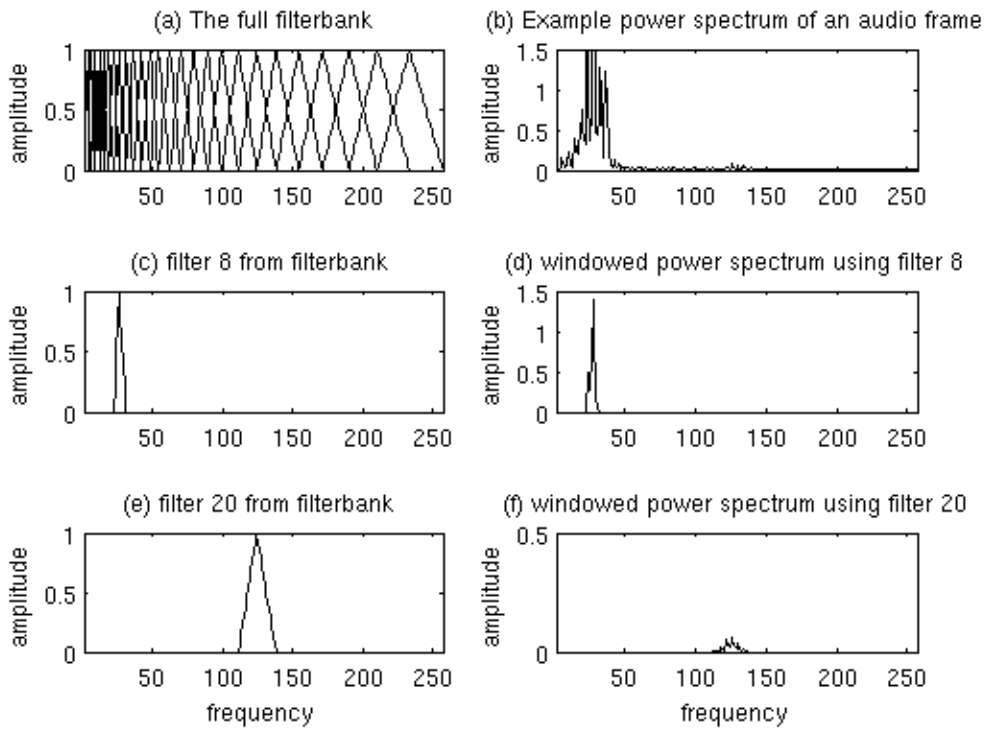 (a) The full filterbank
1
0.5
0
amplitude
50 100 150 200 250
(b) Example power spectrum of an audio frame
1.5
1
0.5
0
amplitude
50 100 150 200 250
(c) filter 8 from filterbank
1
0.5
0
amplitude
50 100 150 200 250
(d) windowed power spectrum using filter 8
1.5
1
0.5
0
amplitude
50 100 150 200 250
(e) filter 20 from filterbank
1
0.5
0
amplitude
50 100 150 200 250
frequency
(f) windowed power spectrum using filter 20
0.5
0
amplitude
50 100 150 200 250
frequency